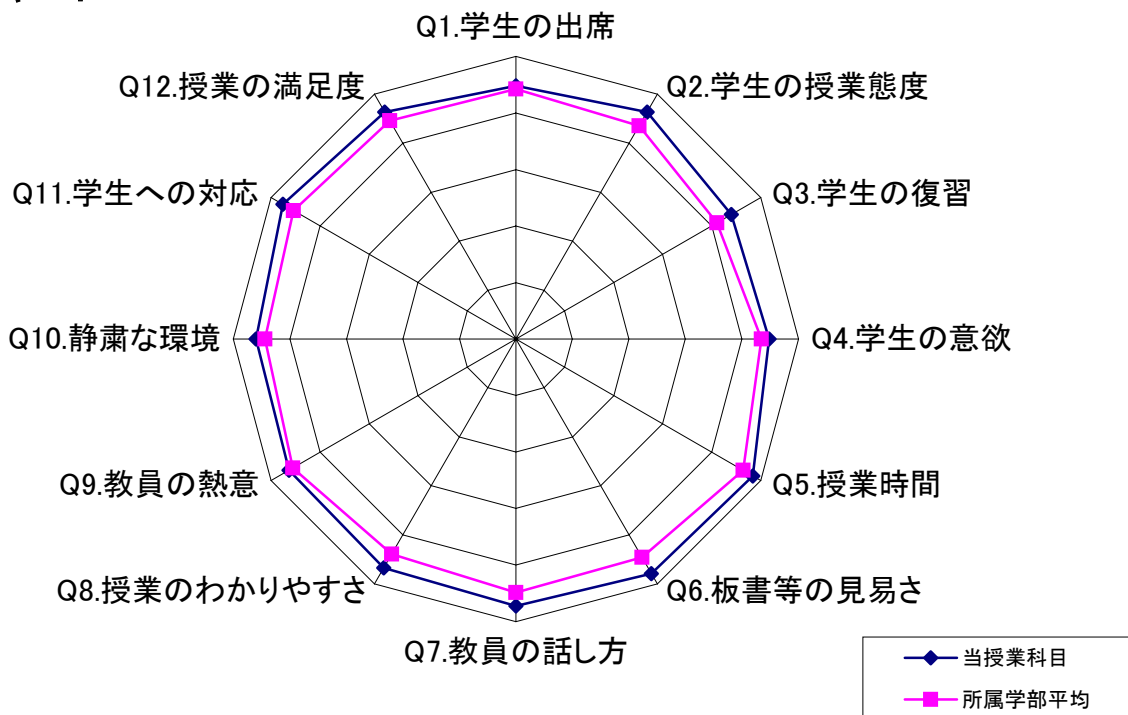 Q1.学生の出席
Q2.学生の授業態度
Q3.学生の復習
Q4.学生の意欲
Q5.授業時間
Q6.板書等の見易さ
Q7.教員の話し方
Q8.授業のわかりやすさ
Q9.教員の熱意
Q10.静粛な環境
Q11.学生への対応
Q12.授業の満足度
当授業科目
所属学部平均